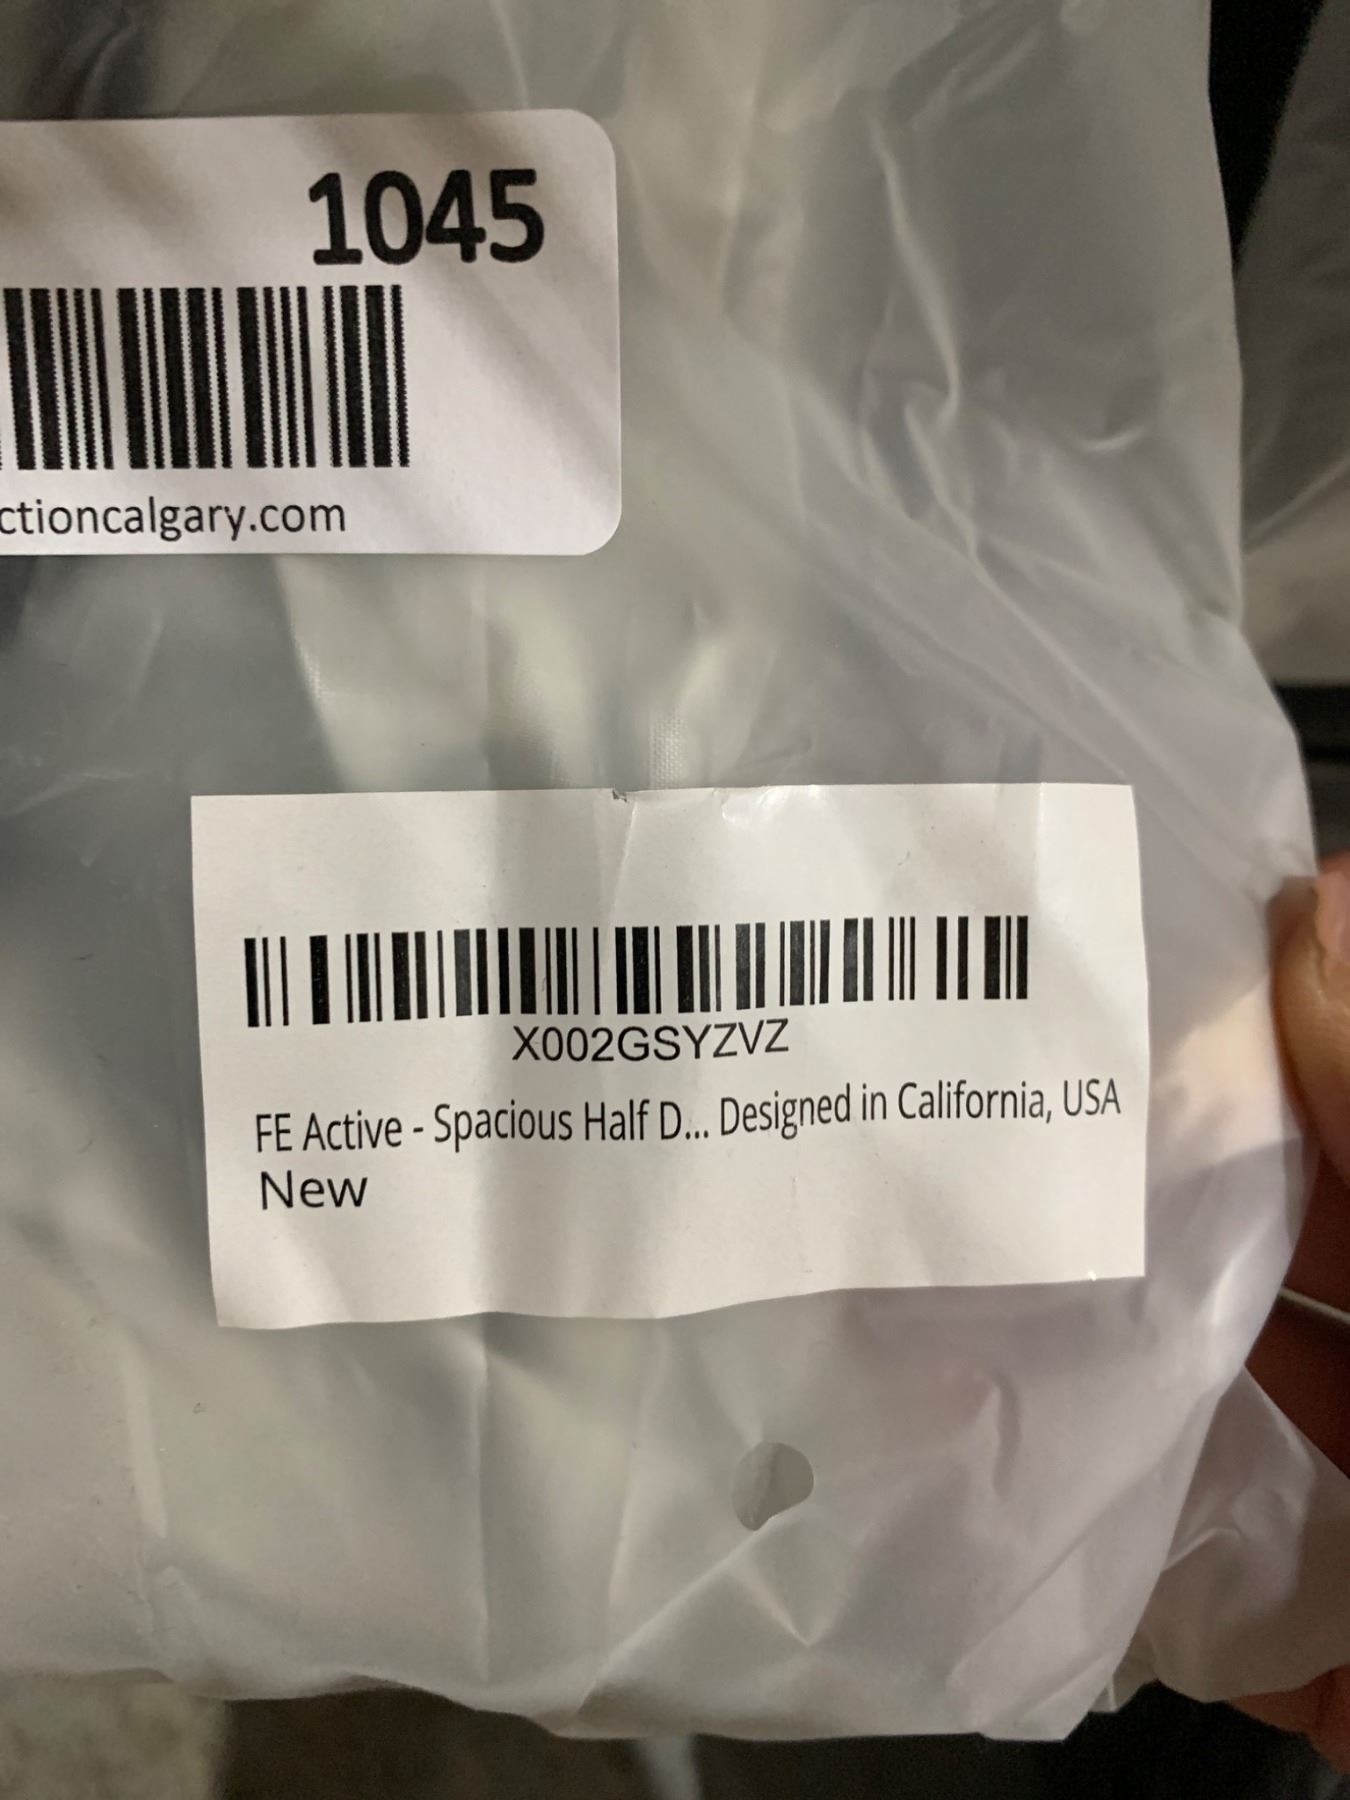 1045
ctioncalgary.com
X002GSYZVZ
FE Active - Spacious Half D... Designed in California, USA
New